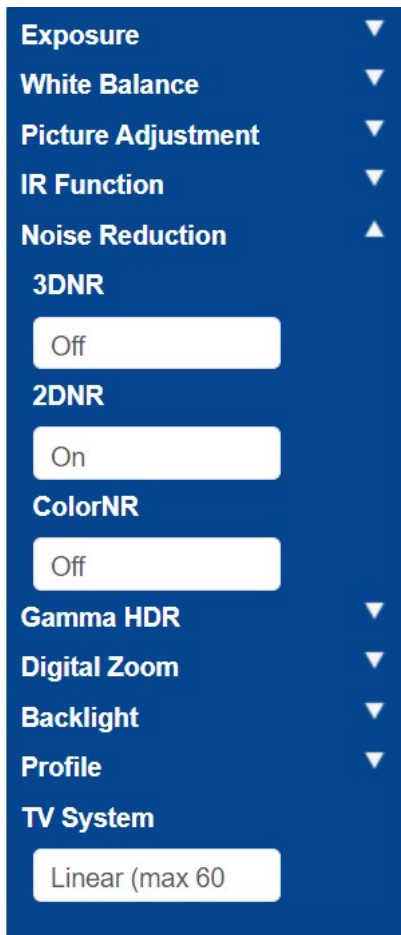 Exposure
White Balance
Picture Adjustment
IR Function
Noise Reduction
3DNR
Off
2DNR
On
ColorNR
Off
Gamma HDR
Digital Zoom
Backlight
Profile
TV System
Linear (max 60